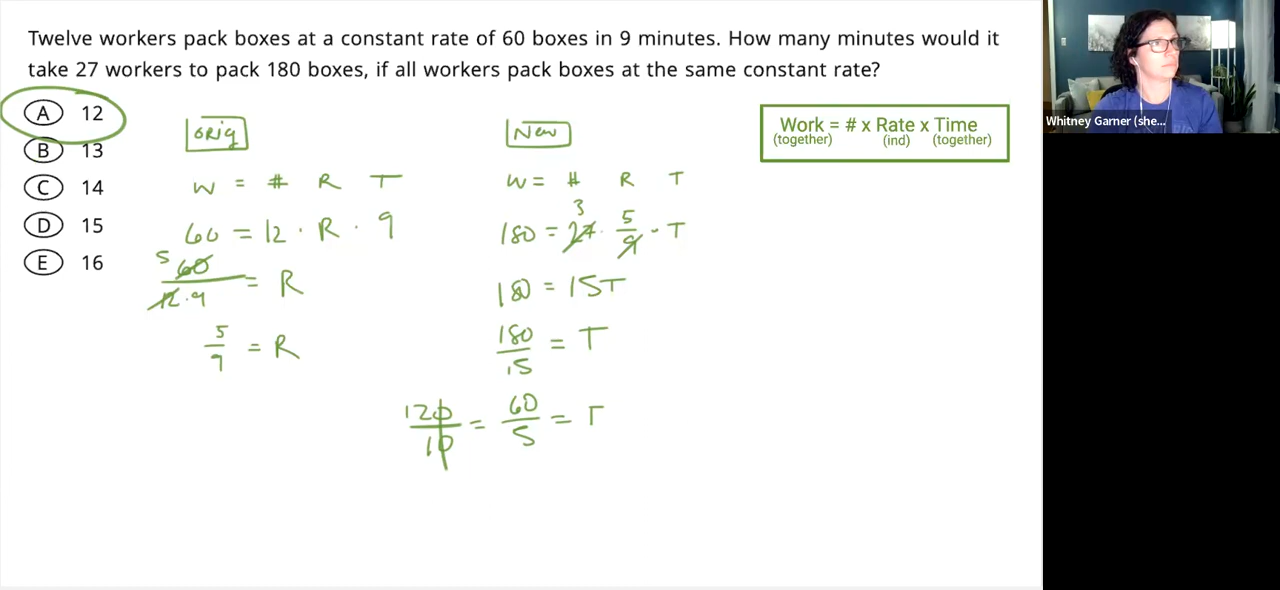 Twelve workers pack boxes at a constant rate of 60 boxes in 9 minutes. How many minutes would it
take 27 workers to pack 180 boxes, if all workers pack boxes at the same constant rate?
A 12
B 13
C 14
D 15
E 16
Orig
W = # R T
60 = 12 · R · 9
5
60
12 · 9 = R
5
9 = R
New
W = # R T
3 5
180 = 27 · 9 · T
180 = 15T
180
15 = T
120 = 60 = T
10 5
Work = # x Rate x Time
(together) (ind) (together)
Whitney Garner (she...